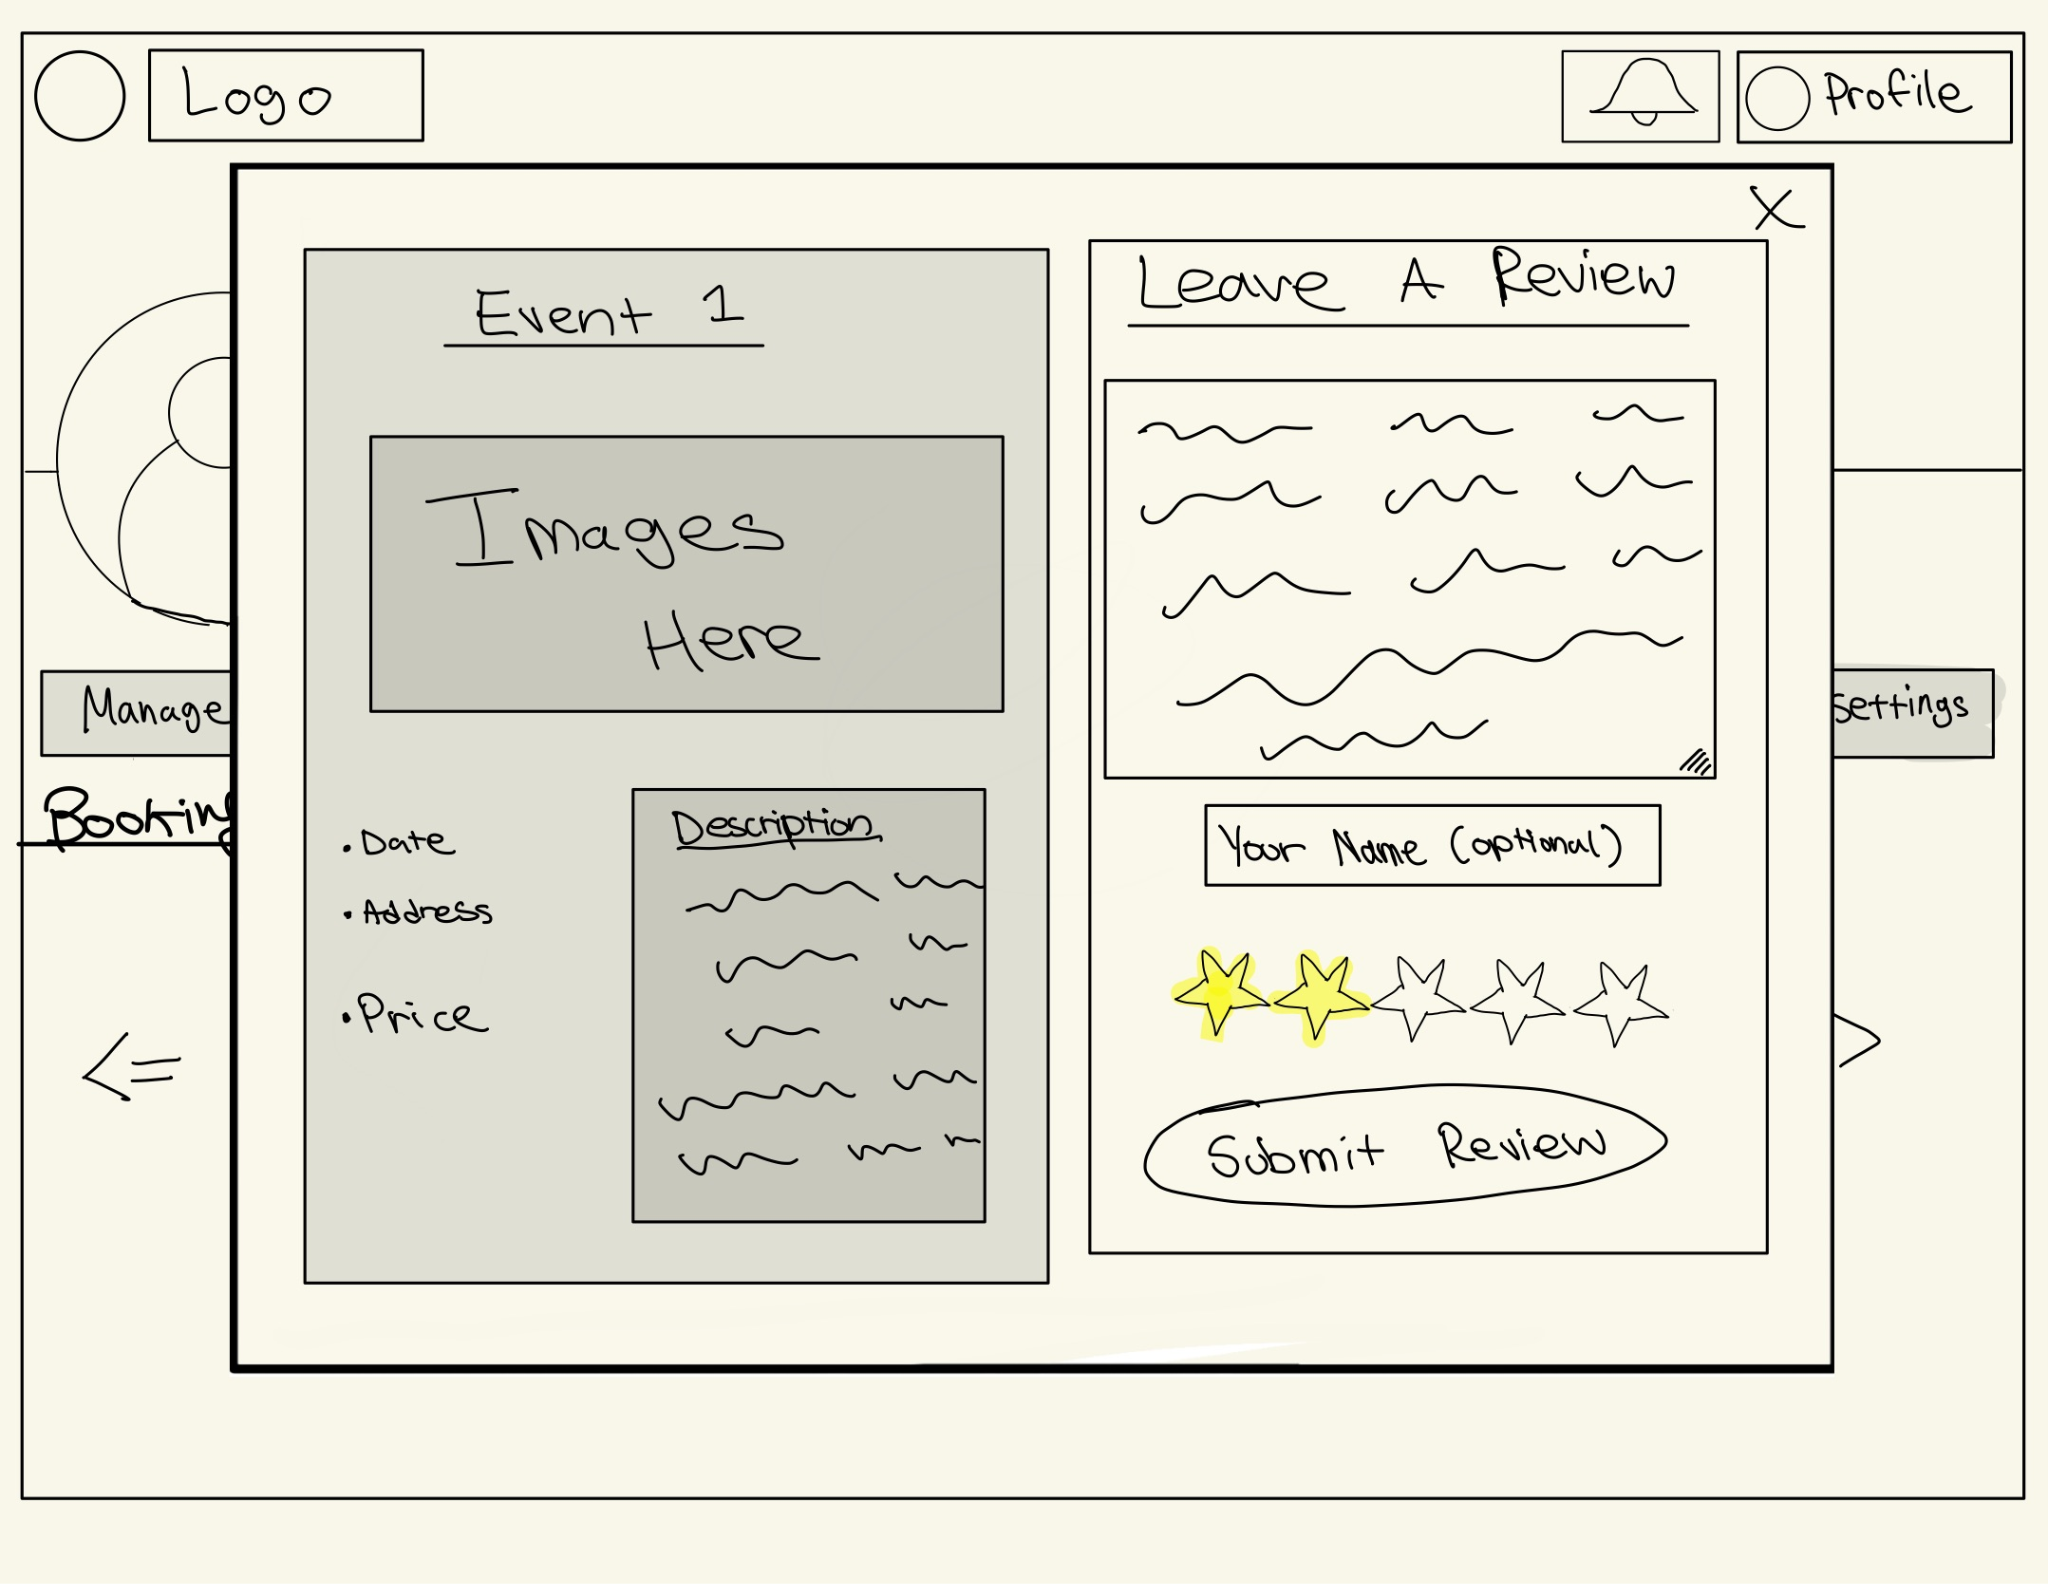 Logo
Profile
X
Event 1
Leave A Review
Images
Here
Manage
settings
Booking
Description
Your Name (optional)
• Date
• Address
• Price
Submit Review